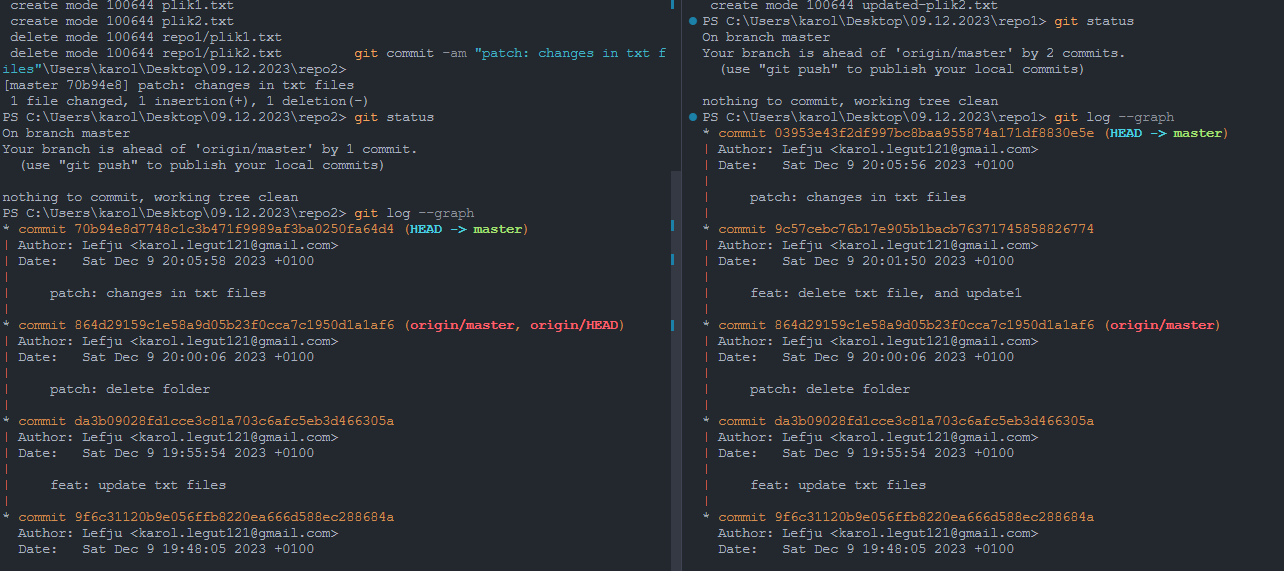 create mode 100644 plik1.txt
create mode 100644 plik2.txt
delete mode 100644 repo1/plik1.txt
delete mode 100644 repo1/plik2.txt         git commit -am "patch: changes in txt f
iles"\Users\karol\Desktop\09.12.2023\repo2>
[master 70b94e8] patch: changes in txt files
 1 file changed, 1 insertion(+), 1 deletion(-)
PS C:\Users\karol\Desktop\09.12.2023\repo2> git status
On branch master
Your branch is ahead of 'origin/master' by 1 commit.
  (use "git push" to publish your local commits)
nothing to commit, working tree clean
PS C:\Users\karol\Desktop\09.12.2023\repo2> git log --graph
* commit 70b94e8d7748c1c3b471f9989af3ba0250fa64d4 (HEAD -> master)
| Author: Lefju <karol.legut121@gmail.com>
| Date:   Sat Dec 9 20:05:58 2023 +0100
|
|     patch: changes in txt files
|
* commit 864d29159c1e58a9d05b23f0cca7c1950d1a1af6 (origin/master, origin/HEAD)
| Author: Lefju <karol.legut121@gmail.com>
| Date:   Sat Dec 9 20:00:06 2023 +0100
|
|     patch: delete folder
|
* commit da3b09028fd1cce3c81a703c6afc5eb3d466305a
| Author: Lefju <karol.legut121@gmail.com>
| Date:   Sat Dec 9 19:55:54 2023 +0100
|
|     feat: update txt files
|
* commit 9f6c31120b9e056ffb8220ea666d588ec288684a
  Author: Lefju <karol.legut121@gmail.com>
  Date:   Sat Dec 9 19:48:05 2023 +0100
create mode 100644 updated-plik2.txt
PS C:\Users\karol\Desktop\09.12.2023\repo1> git status
On branch master
Your branch is ahead of 'origin/master' by 2 commits.
  (use "git push" to publish your local commits)
nothing to commit, working tree clean
PS C:\Users\karol\Desktop\09.12.2023\repo1> git log --graph
* commit 03953e43f2df997bc8baa955874a171df8830e5e (HEAD -> master)
| Author: Lefju <karol.legut121@gmail.com>
| Date:   Sat Dec 9 20:05:56 2023 +0100
|
|     patch: changes in txt files
|
* commit 9c57cebc76b17e905b1bacb76371745858826774
| Author: Lefju <karol.legut121@gmail.com>
| Date:   Sat Dec 9 20:01:50 2023 +0100
|
|     feat: delete txt file, and update1
|
* commit 864d29159c1e58a9d05b23f0cca7c1950d1a1af6 (origin/master)
| Author: Lefju <karol.legut121@gmail.com>
| Date:   Sat Dec 9 20:00:06 2023 +0100
|
|     patch: delete folder
|
* commit da3b09028fd1cce3c81a703c6afc5eb3d466305a
| Author: Lefju <karol.legut121@gmail.com>
| Date:   Sat Dec 9 19:55:54 2023 +0100
|
|     feat: update txt files
|
* commit 9f6c31120b9e056ffb8220ea666d588ec288684a
  Author: Lefju <karol.legut121@gmail.com>
  Date:   Sat Dec 9 19:48:05 2023 +0100